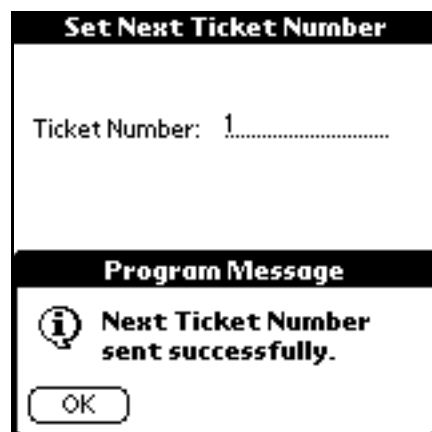 Set Next Ticket Number
Ticket Number: 1
Program Message
Next Ticket Number
sent successfully.
OK